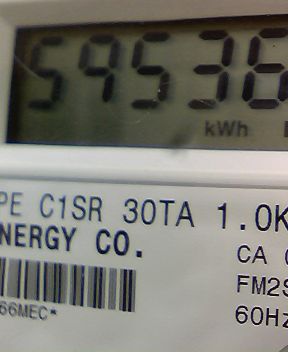 59536
kWh
PE C1SR 30TA 1.0K
NERGY CO.
CA
FM2S
66MEC*
60Hz